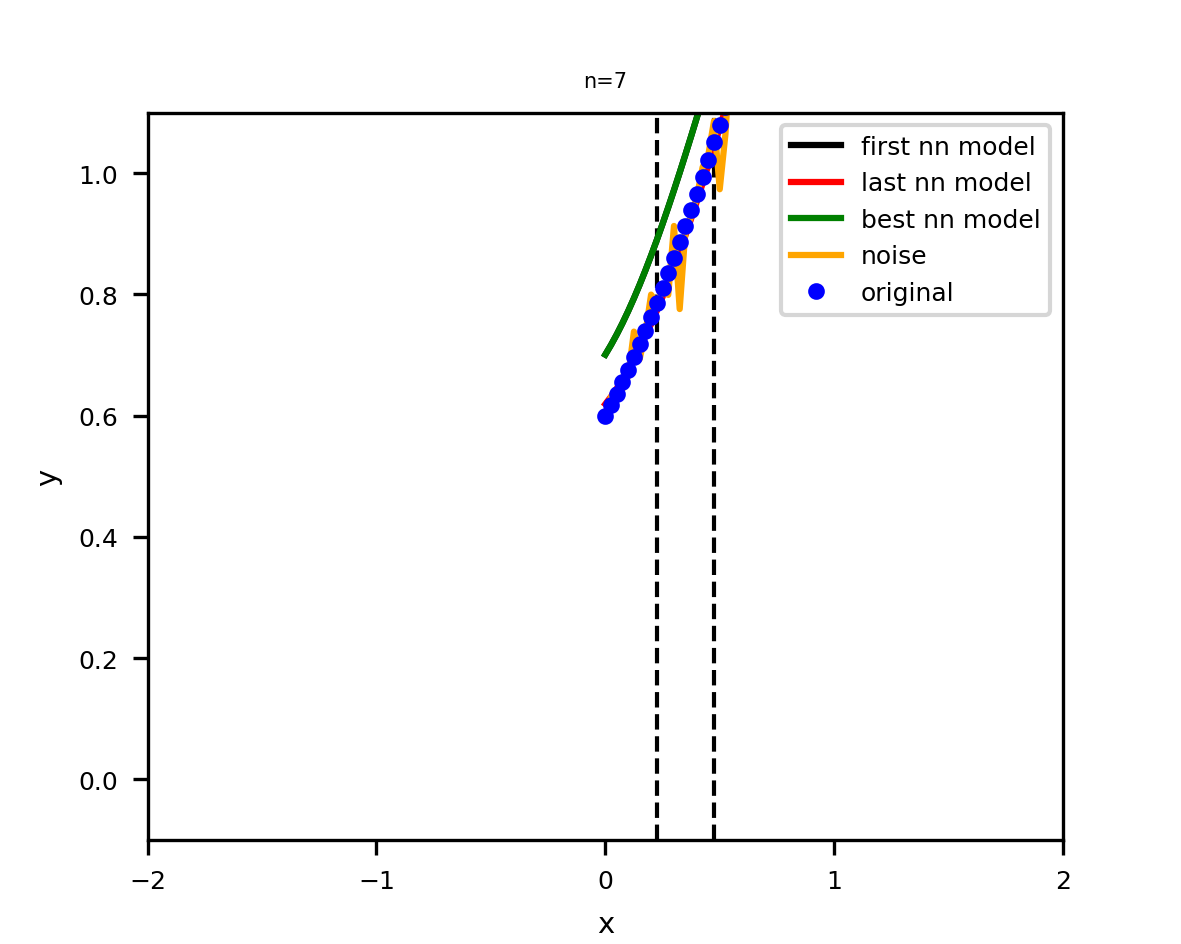 n=7
first nn model
last nn model
best nn model
noise
original
1.0
0.8
0.6
0.4
0.2
0.0
y
−2
−1
0
1
2
x